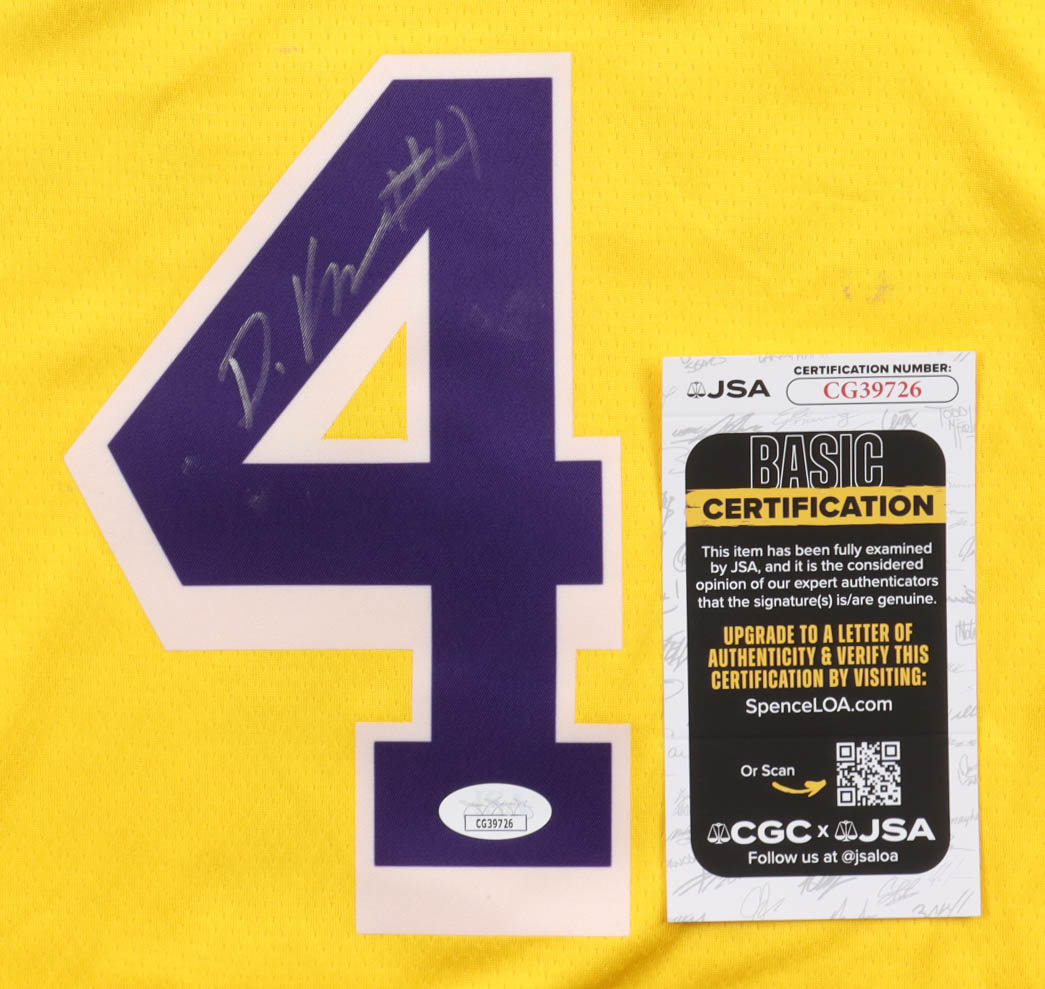 4
D. K #4
JSA
CERTIFICATION NUMBER:
CG39726
BASIC
CERTIFICATION
This item has been fully examined
by JSA, and it is the considered
opinion of our expert authenticators
that the signature(s) is/are genuine.
UPGRADE TO A LETTER OF
AUTHENTICITY & VERIFY THIS
CERTIFICATION BY VISITING:
SpenceLOA.com
Or Scan
CGC x JSA
Follow us at @jsaloa
CG39726